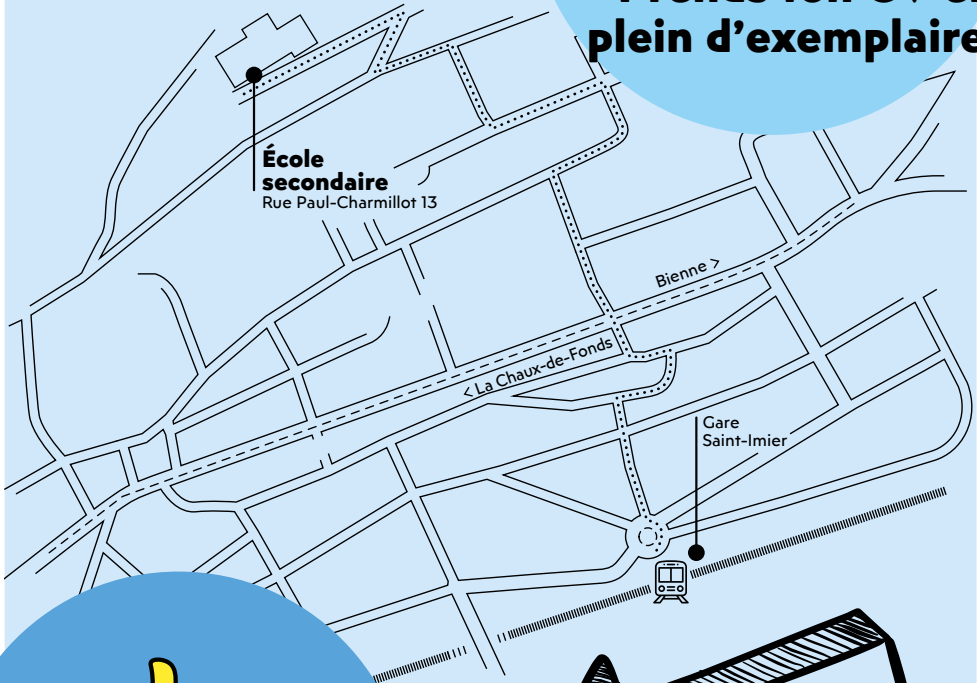 plein d'exemplaire
École
secondaire
Rue Paul-Charmillot 13
Bienne >
< La Chaux-de-Fonds
Gare
Saint-Imier